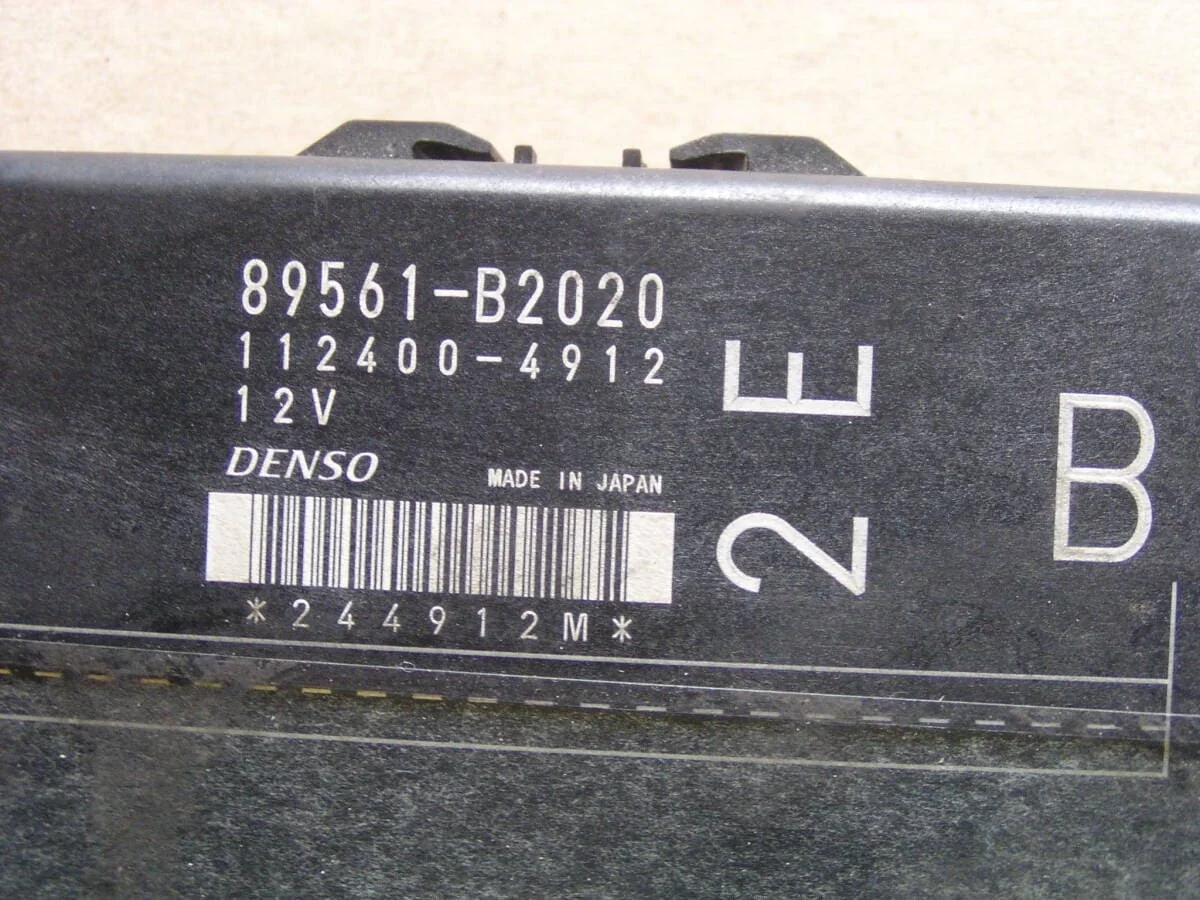 89561-B2020
112400-4912
12V
DENSO MADE IN JAPAN
*244912M*
2E
B